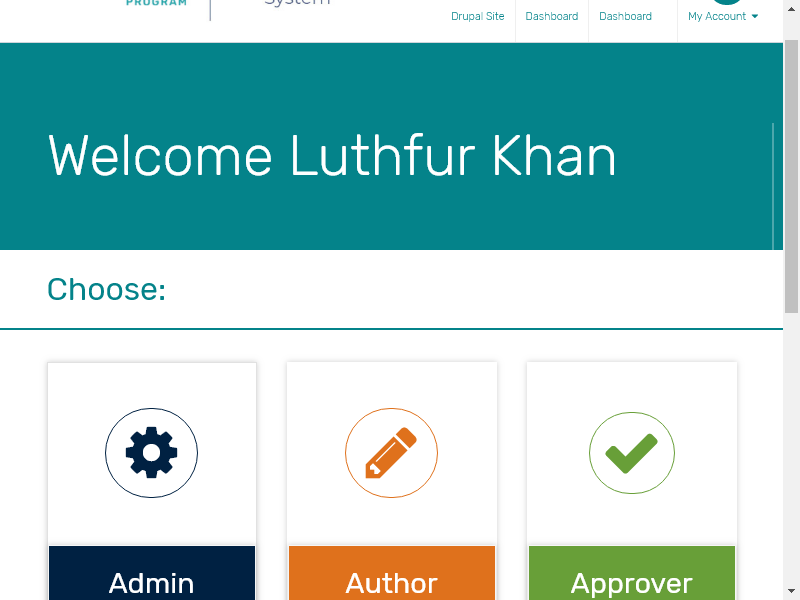 PROGRAM
System
Drupal Site
Dashboard
Dashboard
My Account
Welcome Luthfur Khan
Choose:
Admin
Author
Approver